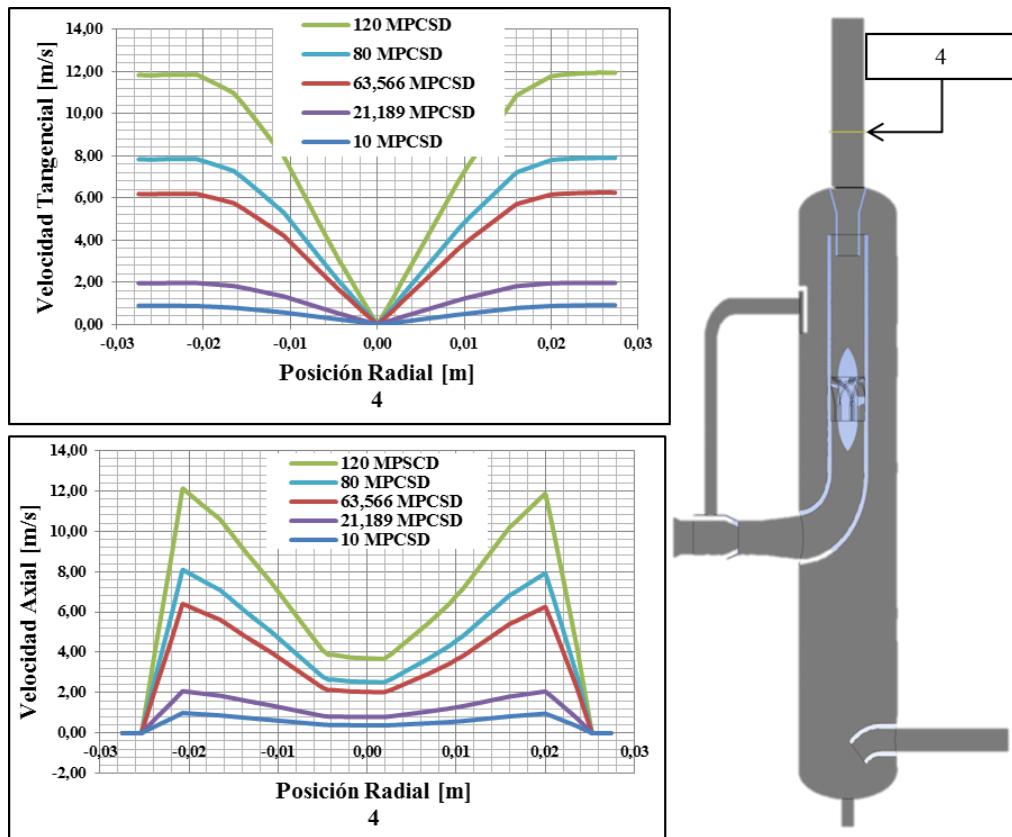 14,00
12,00
10,00
8,00
6,00
4,00
2,00
0,00
Velocidad Tangencial [m/s]
120 MPCSD
80 MPCSD
63,566 MPCSD
21,189 MPCSD
10 MPCSD
-0,03 -0,02 -0,01 0,00 0,01 0,02 0,03
Posición Radial [m]
4
14,00
12,00
10,00
8,00
6,00
4,00
2,00
0,00
-2,00
Velocidad Axial [m/s]
120 MPSCD
80 MPCSD
63,566 MPCSD
21,189 MPCSD
10 MPCSD
-0,03 -0,02 -0,01 0,00 0,01 0,02 0,03
Posición Radial [m]
4
4